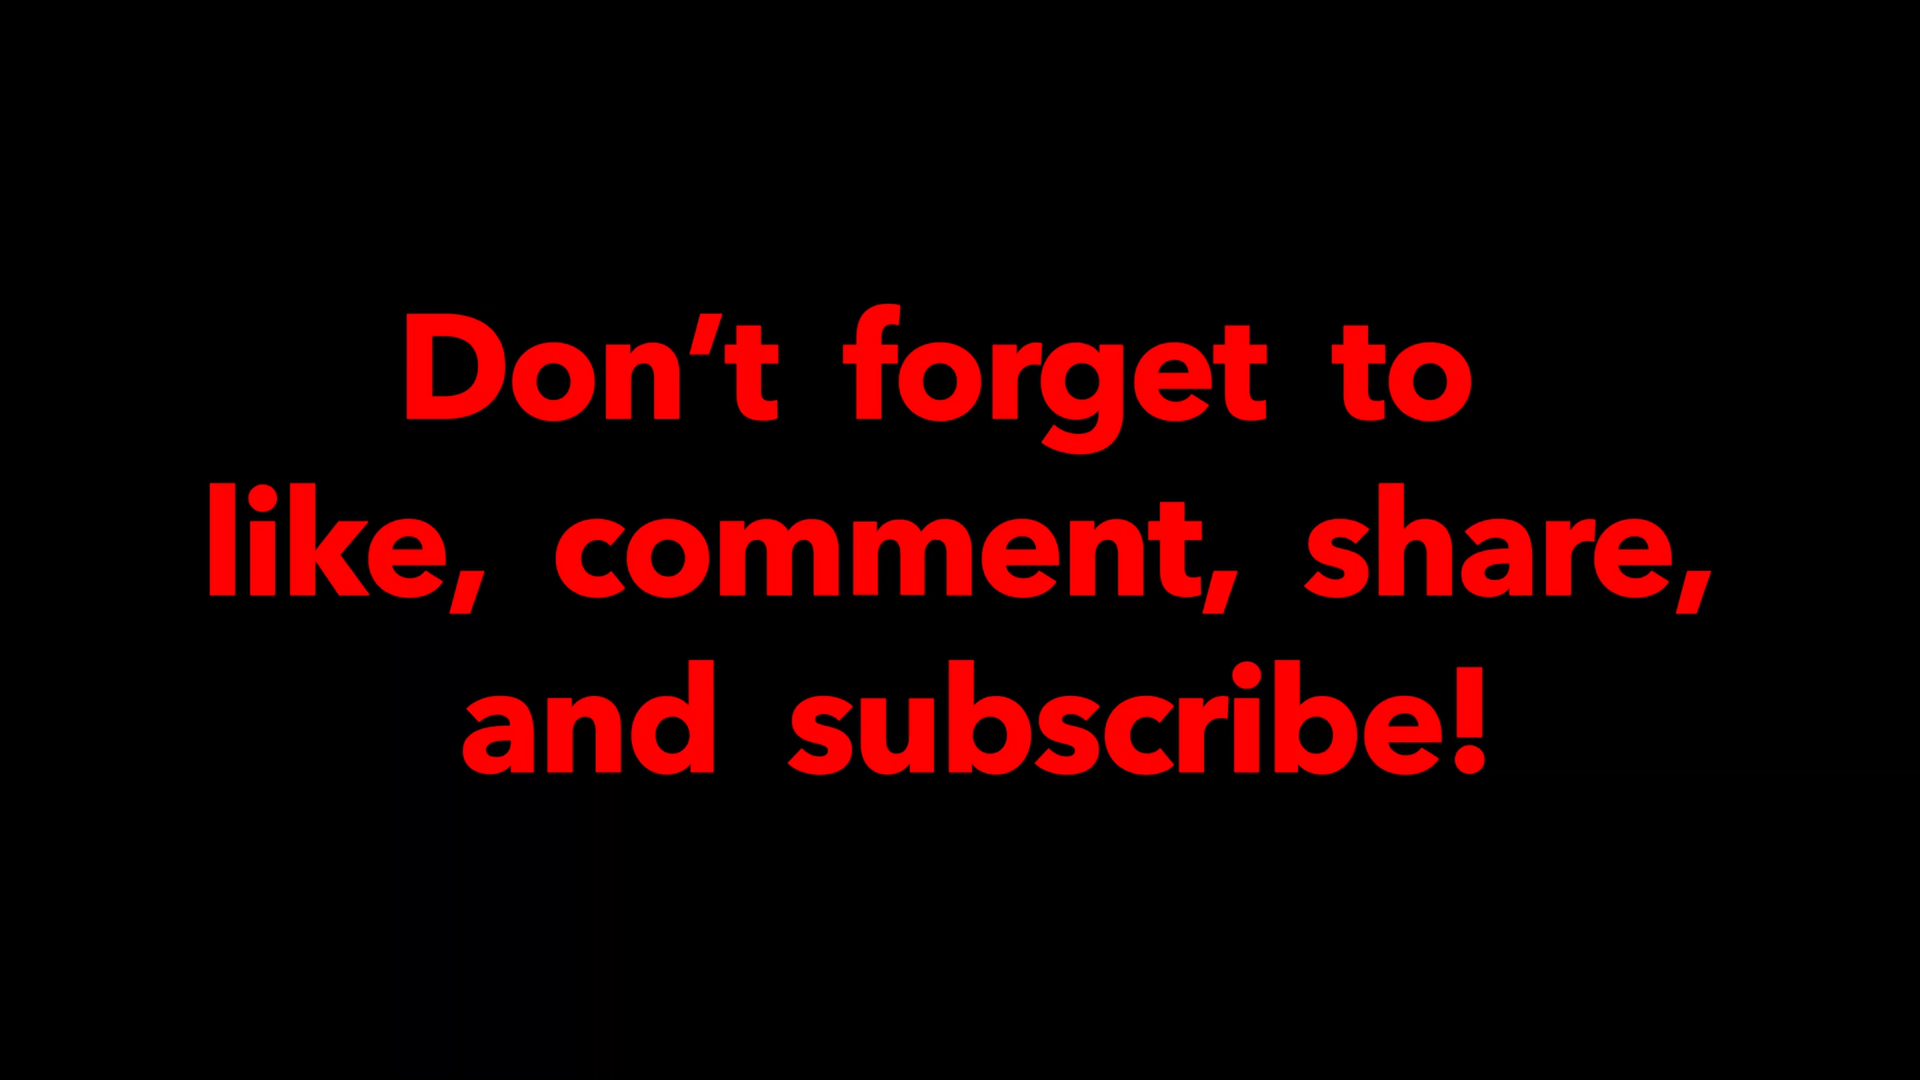 Don’t forget to
like, comment, share,
and subscribe!